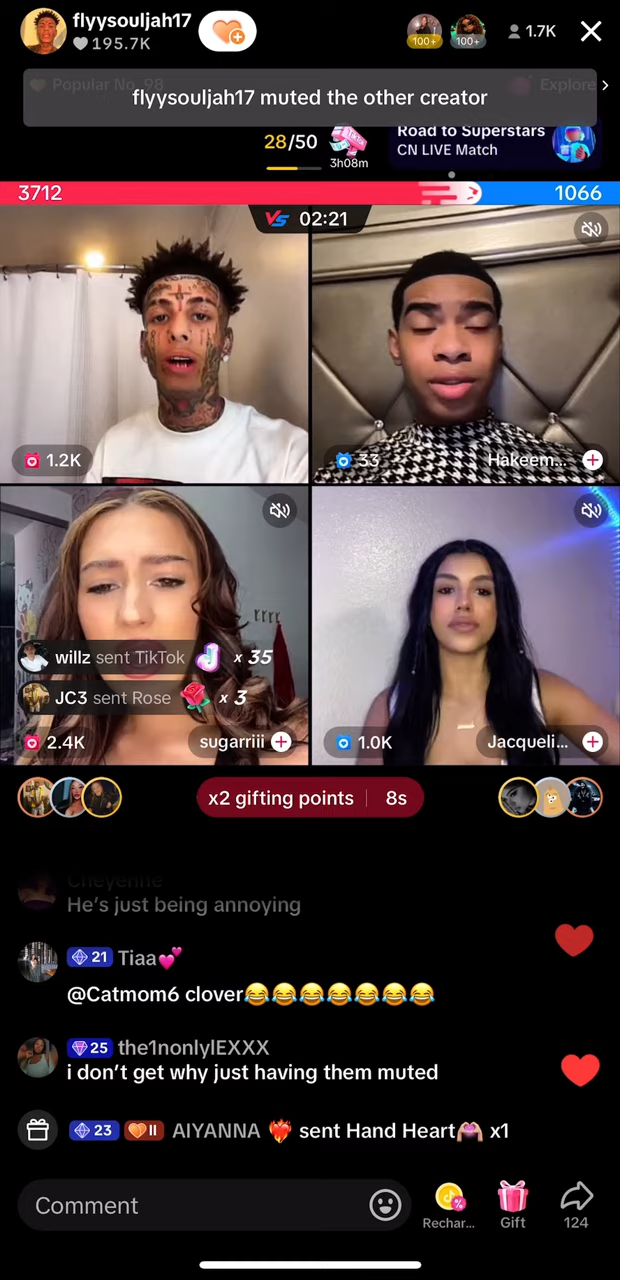 flyysouljah17
195.7K
100+
100+
1.7K
Popular No. 98
Explore
flyysouljah17 muted the other creator
28/50
3h08m
Road to Superstars
CN LIVE Match
3712
1066
VS 02:21
1.2K
33
Hakeem...
willz sent TikTok x 35
JC3 sent Rose x 3
2.4K
sugarriii
1.0K
Jacqueli...
x2 gifting points | 8s
Cheyenne
He's just being annoying
21 Tiaa💕
@Catmom6 clover😂😂😂😂😂😂😂
25 the1nonlylEXXX
i don't get why just having them muted
23 II AIYANNA ❤️‍🔥 sent Hand Heart🫶🏽 x1
Comment
Rechar...
Gift
124